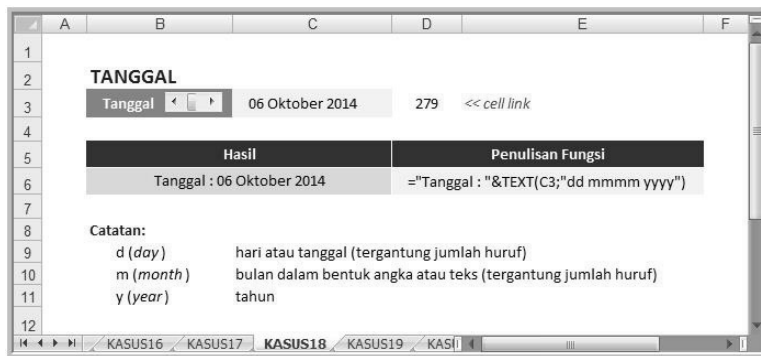 A B C D E F
1
2 TANGGAL
3 Tanggal 06 Oktober 2014 279 << cell link
4
5 Hasil Penulisan Fungsi
6 Tanggal : 06 Oktober 2014 ="Tanggal : "&TEXT(C3;"dd mmmm yyyy")
7
8 Catatan:
9 d (day) hari atau tanggal (tergantung jumlah huruf)
10 m (month) bulan dalam bentuk angka atau teks (tergantung jumlah huruf)
11 y (year) tahun
12
KASUS16 KASUS17 KASUS18 KASUS19